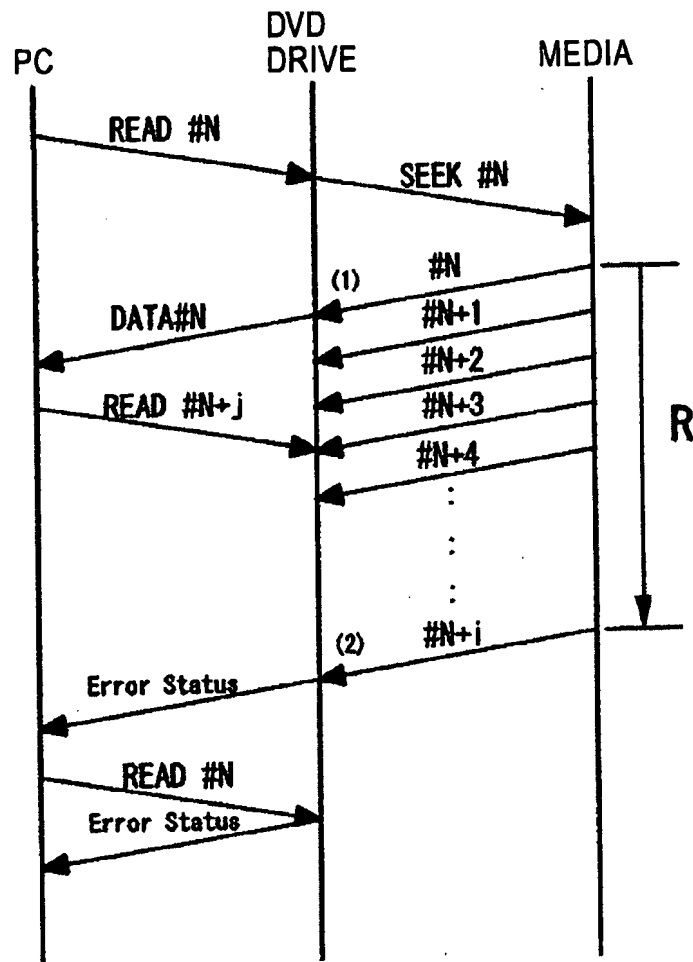 PC
DVD
DRIVE
MEDIA
READ #N
SEEK #N
(1)
#N
DATA#N
#N+1
#N+2
READ #N+j
#N+3
R
#N+4
(2)
#N+i
Error Status
READ #N
Error Status